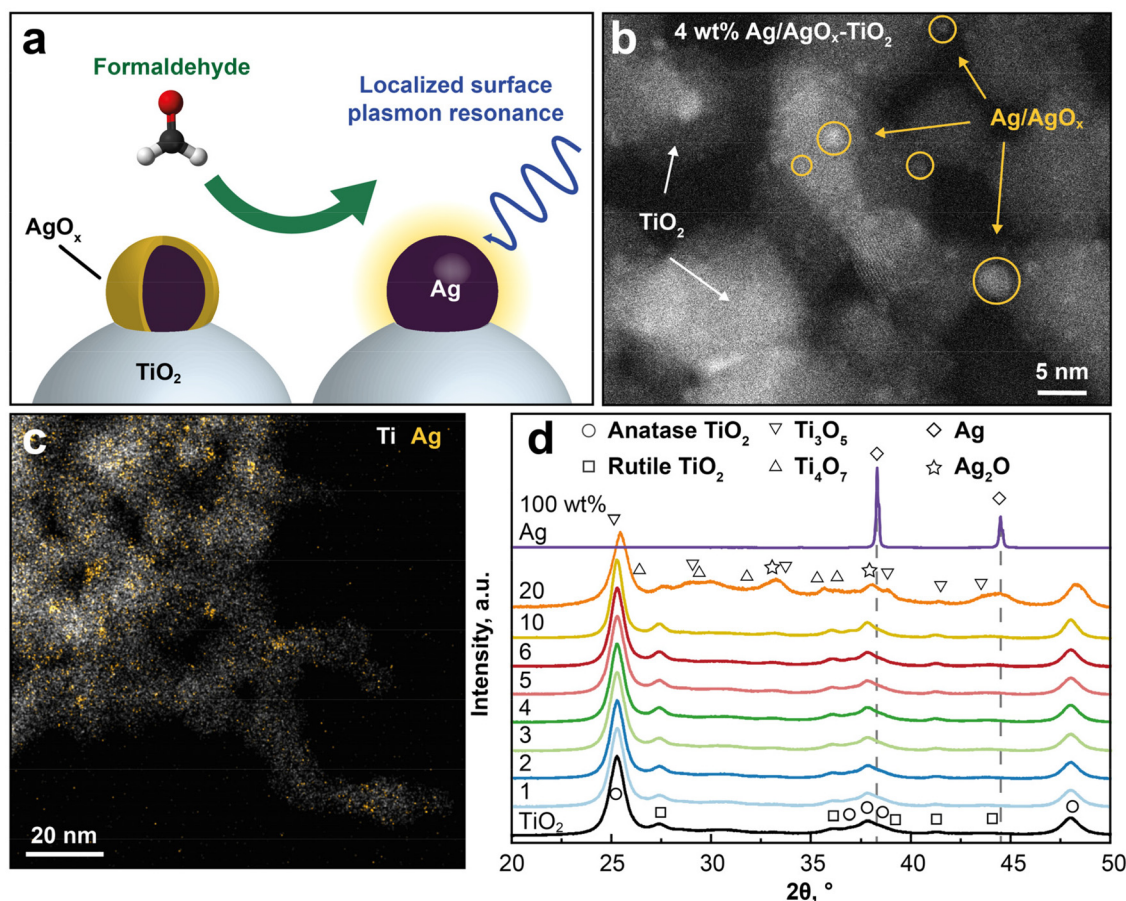 a
Formaldehyde
Localized surface
plasmon resonance
AgOₓ
Ag
TiO₂
b
4 wt% Ag/AgOₓ-TiO₂
Ag/AgOₓ
TiO₂
5 nm
c
Ti Ag
20 nm
d
○ Anatase TiO₂ ▽ Ti₃O₅ ◇ Ag
□ Rutile TiO₂ △ Ti₄O₇ ☆ Ag₂O
100 wt%
Ag
20
10
6
5
4
3
2
1
TiO₂
Intensity, a.u.
20 25 30 35 40 45 50
2θ, °